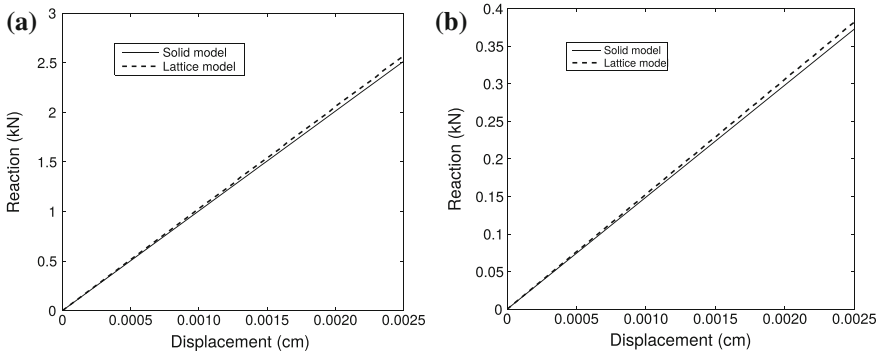 (a)
3
2.5
2
1.5
1
0.5
0
Reaction (kN)
Solid model
Lattice model
0 0.0005 0.0010 0.0015 0.0020 0.0025
Displacement (cm)
(b)
0.4
0.35
0.3
0.25
0.2
0.15
0.1
0.05
0
Reaction (kN)
Solid model
Lattice mode
0 0.0005 0.0010 0.0015 0.0020 0.0025
Displacement (cm)